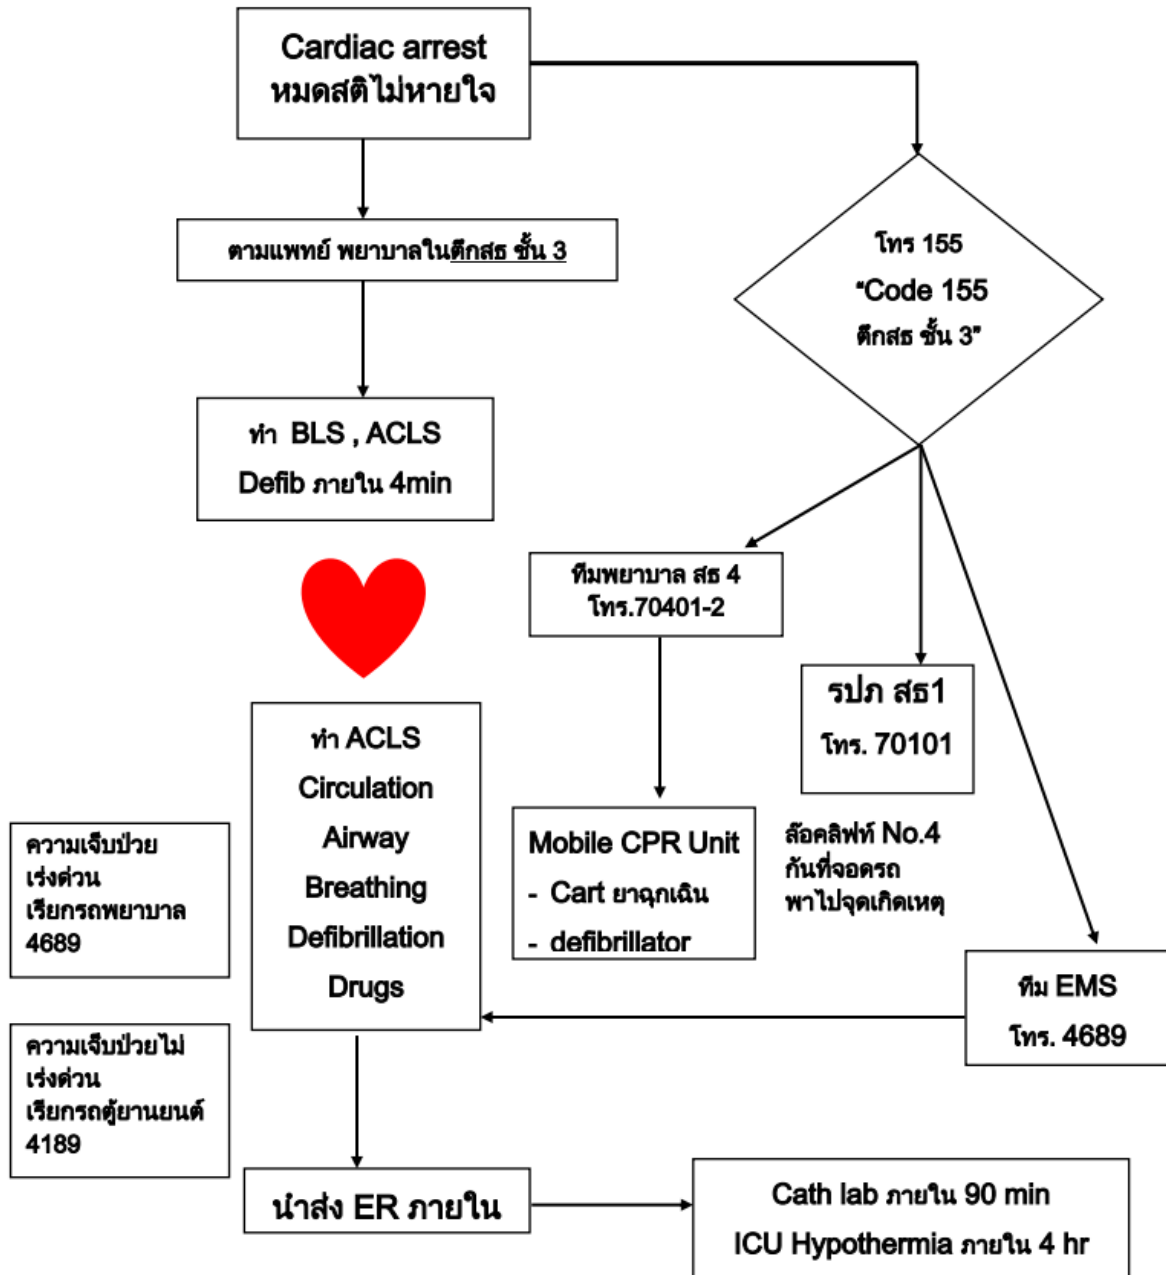 Cardiac arrest
หมดสติไม่หายใจ
ตามแพทย์ พยาบาลในตึกสธ ชั้น 3
โทร 155
“Code 155
ตึกสธ ชั้น 3”
ทำ BLS , ACLS
Defib ภายใน 4min
ทีมพยาบาล สธ 4
โทร.70401-2
รปภ สธ1
โทร. 70101
ล๊อคลิฟท์ No.4
กันที่จอดรถ
พาไปจุดเกิดเหตุ
Mobile CPR Unit
- Cart ยาฉุกเฉิน
- defibrillator
ทีม EMS
โทร. 4689
ทำ ACLS
Circulation
Airway
Breathing
Defibrillation
Drugs
ความเจ็บป่วย
เร่งด่วน
เรียกรถพยาบาล
4689
ความเจ็บป่วยไม่
เร่งด่วน
เรียกรถตู้ยานยนต์
4189
นำส่ง ER ภายใน
Cath lab ภายใน 90 min
ICU Hypothermia ภายใน 4 hr